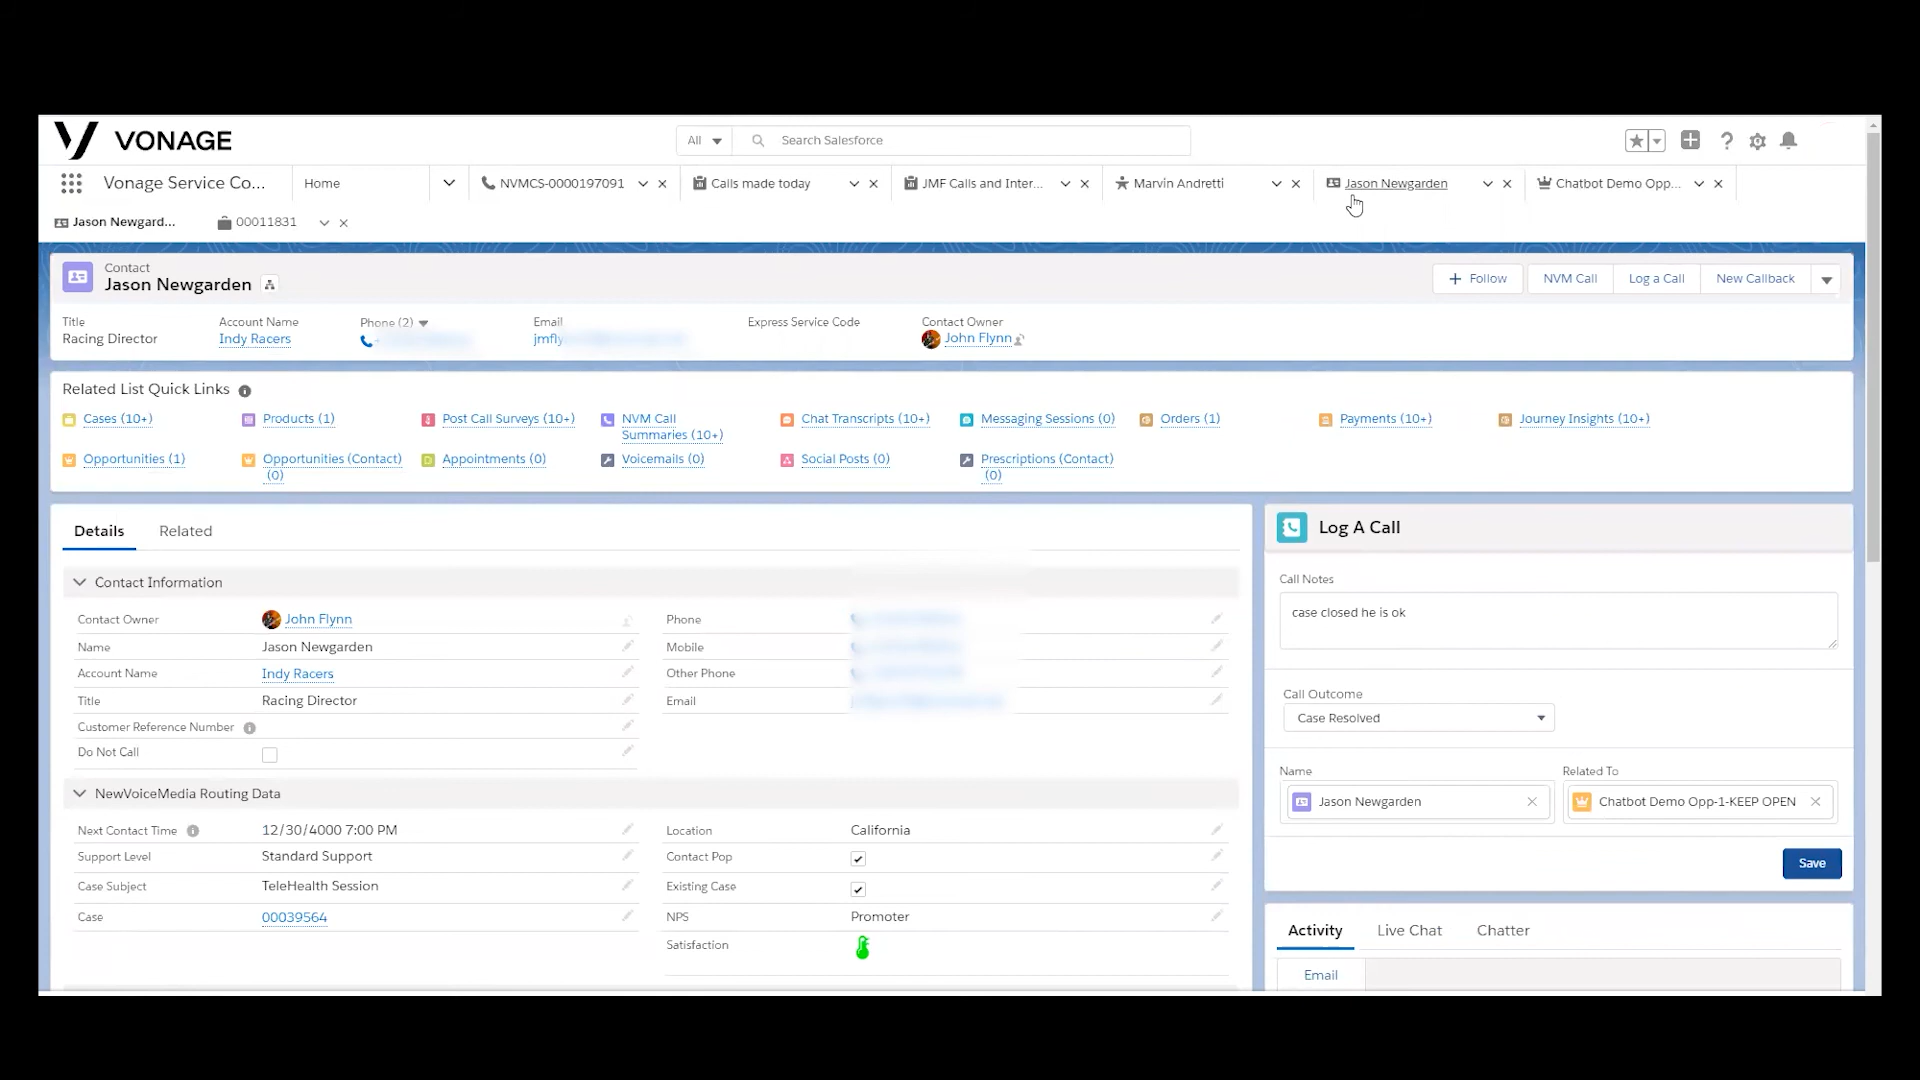 VONAGE
All Search Salesforce
Vonage Service Co... Home NVMCS-0000197091 Calls made today JMF Calls and Inter... Marvin Andretti Jason Newgarden Chatbot Demo Opp...
Jason Newgard... 00011831
Contact
Jason Newgarden
Follow NVM Call Log a Call New Callback
Title Account Name Phone (2) Email Express Service Code Contact Owner
Racing Director Indy Racers jmfly John Flynn
Related List Quick Links
Cases (10+) Products (1) Post Call Surveys (10+) NVM Call Summaries (10+) Chat Transcripts (10+) Messaging Sessions (0) Orders (1) Payments (10+) Journey Insights (10+)
Opportunities (1) Opportunities (Contact) (0) Appointments (0) Voicemails (0) Social Posts (0) Prescriptions (Contact) (0)
Details Related
Contact Information
Contact Owner John Flynn Phone
Name Jason Newgarden Mobile
Account Name Indy Racers Other Phone
Title Racing Director Email
Customer Reference Number
Do Not Call
NewVoiceMedia Routing Data
Next Contact Time 12/30/4000 7:00 PM Location California
Support Level Standard Support Contact Pop
Case Subject TeleHealth Session Existing Case
Case 00039564 NPS Promoter
Satisfaction
Log A Call
Call Notes
case closed he is ok
Call Outcome
Case Resolved
Name Related To
Jason Newgarden Chatbot Demo Opp-1-KEEP OPEN
Save
Activity Live Chat Chatter
Email